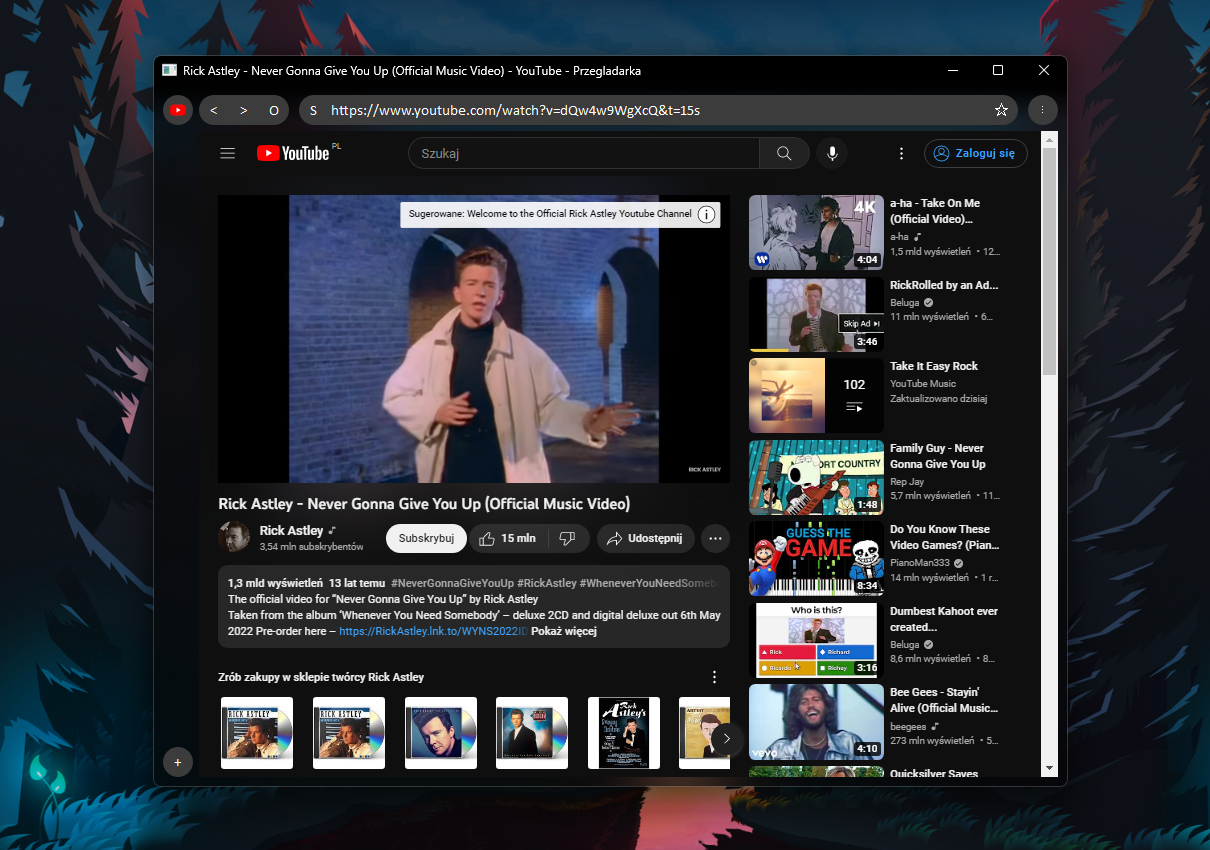 Rick Astley - Never Gonna Give You Up (Official Music Video) - YouTube - Przegladarka
< > O S https://www.youtube.com/watch?v=dQw4w9WgXcQ&t=15s
YouTube PL
Szukaj
Zaloguj się
Sugerowane: Welcome to the Official Rick Astley Youtube Channel
RICK ASTLEY
Rick Astley - Never Gonna Give You Up (Official Music Video)
Rick Astley
3,54 mln subskrybentów
Subskrybuj
15 mln
Udostępnij
1,3 mld wyświetleń 13 lat temu #NeverGonnaGiveYouUp #RickAstley #WheneverYouNeedSomeb
The official video for “Never Gonna Give You Up” by Rick Astley
Taken from the album ‘Whenever You Need Somebody’ – deluxe 2CD and digital deluxe out 6th May
2022 Pre-order here – https://RickAstley.lnk.to/WYNS2022ID Pokaż więcej
Zrób zakupy w sklepie twórcy Rick Astley
RICK ASTLEY
RICK ASTLEY
Rick
Astley's
+
4K
4:04
a-ha - Take On Me
(Official Video)...
a-ha
1,5 mld wyświetleń • 12...
Skip Ad
3:46
RickRolled by an Ad...
Beluga
11 mln wyświetleń • 6...
102
Take It Easy Rock
YouTube Music
Zaktualizowano dzisiaj
ORT COUNTRY
1:48
Family Guy - Never
Gonna Give You Up
Rep Jay
5,7 mln wyświetleń • 11...
GUESS THE
GAME
8:34
Do You Know These
Video Games? (Pian...
PianoMan333
14 mln wyświetleń • 1 r...
Who is this?
Rick
Richard
Ricardo
Richey
3:16
Dumbest Kahoot ever
created...
Beluga
8,6 mln wyświetleń • 8...
vevo
4:10
Bee Gees - Stayin’
Alive (Official Music...
beegees
273 mln wyświetleń • 5...
Quicksilver Saves